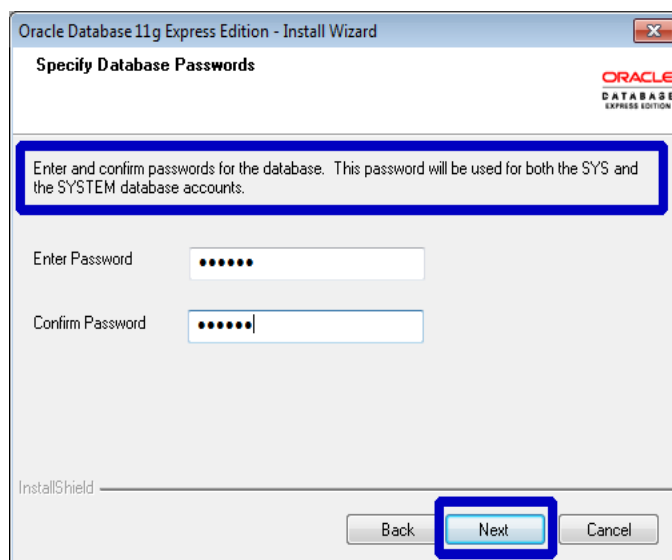 Oracle Database 11g Express Edition - Install Wizard
Specify Database Passwords
ORACLE
DATABASE
EXPRESS EDITION
Enter and confirm passwords for the database. This password will be used for both the SYS and
the SYSTEM database accounts.
Enter Password
••••••
Confirm Password
••••••
InstallShield
Back
Next
Cancel